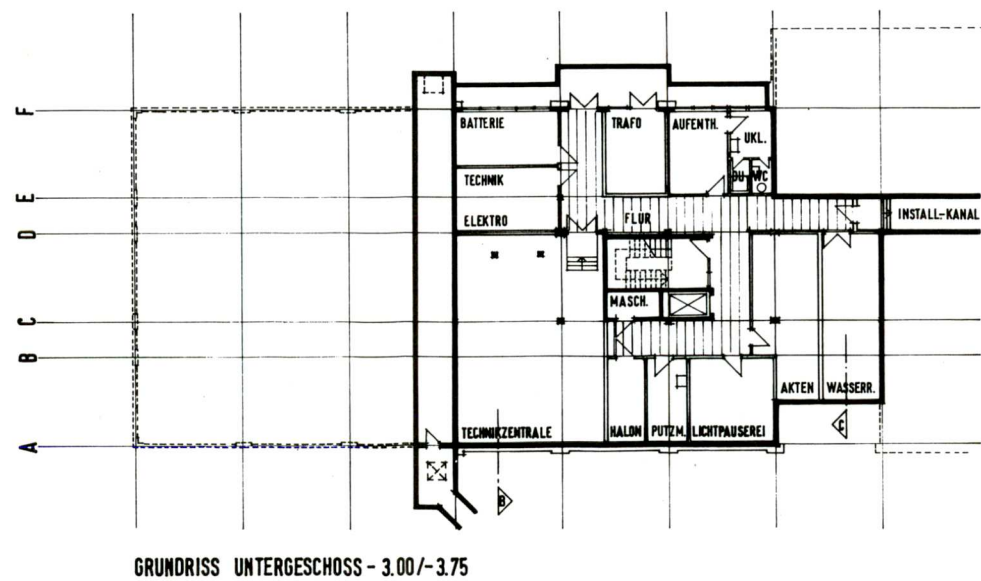 F
BATTERIE
TRAFO
AUFENTH.
UKL.
TECHNIK
DU
WC
E
ELEKTRO
FLUR
INSTALL.-KANAL
D
MASCH.
C
B
AKTEN
WASSERR.
A
TECHNIKZENTRALE
HALON
PUTZM.
LICHTPAUSEREI
C
B
GRUNDRISS UNTERGESCHOSS - 3.00/-3.75